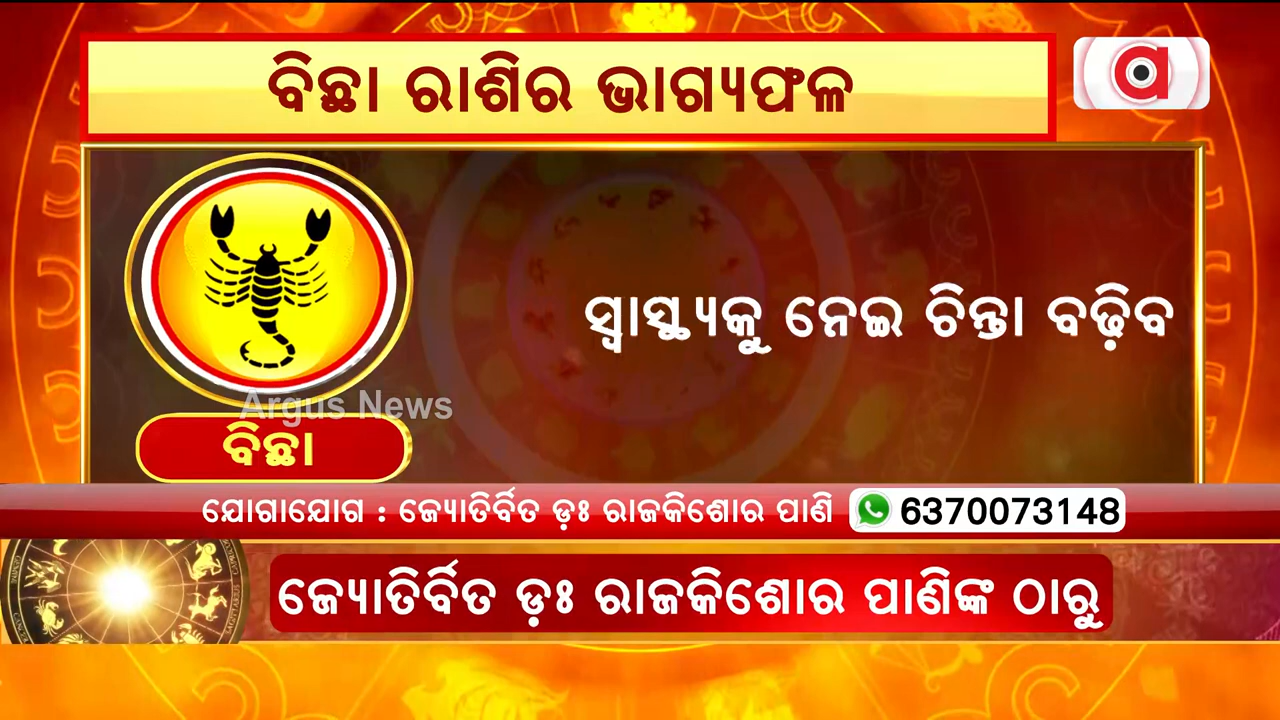 ବିଛା ରାଶିର ଭାଗ୍ୟଫଳ
ସ୍ୱାସ୍ଥ୍ୟକୁ ନେଇ ଚିନ୍ତା ବଢ଼ିବ
Argus News
ବିଛା
ଯୋଗାଯୋଗ : ଜ୍ୟୋତିର୍ବିତ ଡ଼ଃ ରାଜକିଶୋର ପାଣି 6370073148
ଜ୍ୟୋତିର୍ବିତ ଡ଼ଃ ରାଜକିଶୋର ପାଣିଙ୍କ ଠାରୁ